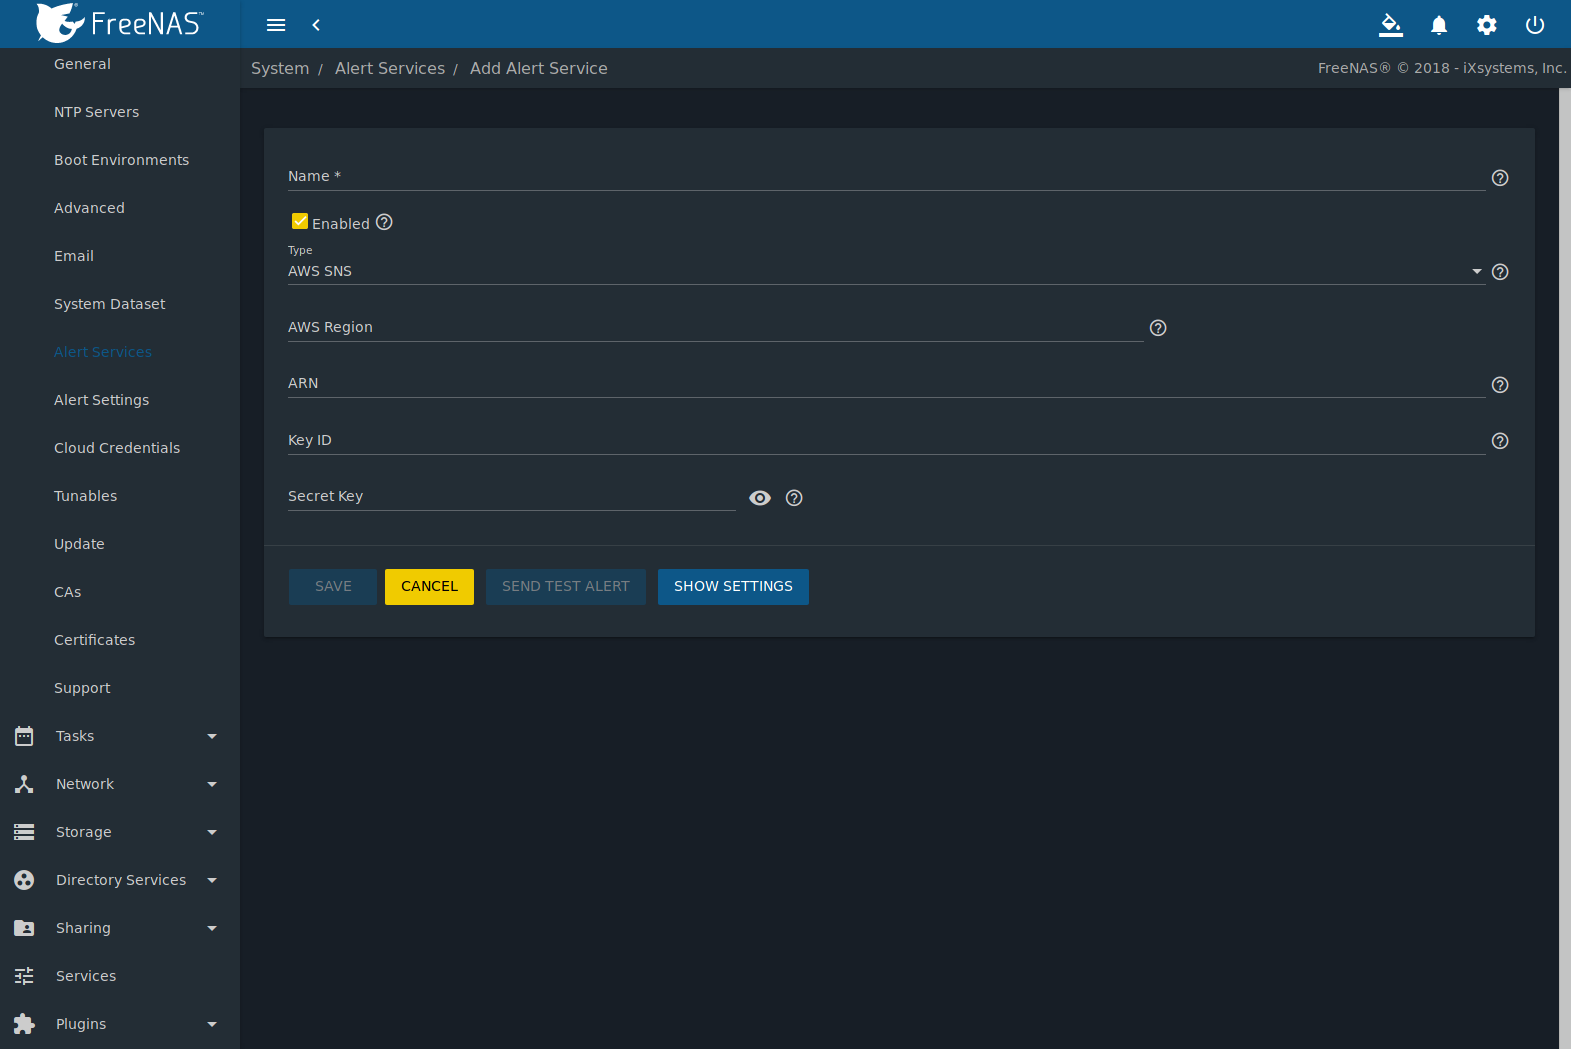 FreeNAS™
General
NTP Servers
Boot Environments
Advanced
Email
System Dataset
Alert Services
Alert Settings
Cloud Credentials
Tunables
Update
CAs
Certificates
Support
Tasks
Network
Storage
Directory Services
Sharing
Services
Plugins
System / Alert Services / Add Alert Service
FreeNAS® © 2018 - iXsystems, Inc.
Name *
Enabled
Type
AWS SNS
AWS Region
ARN
Key ID
Secret Key
SAVE CANCEL SEND TEST ALERT SHOW SETTINGS